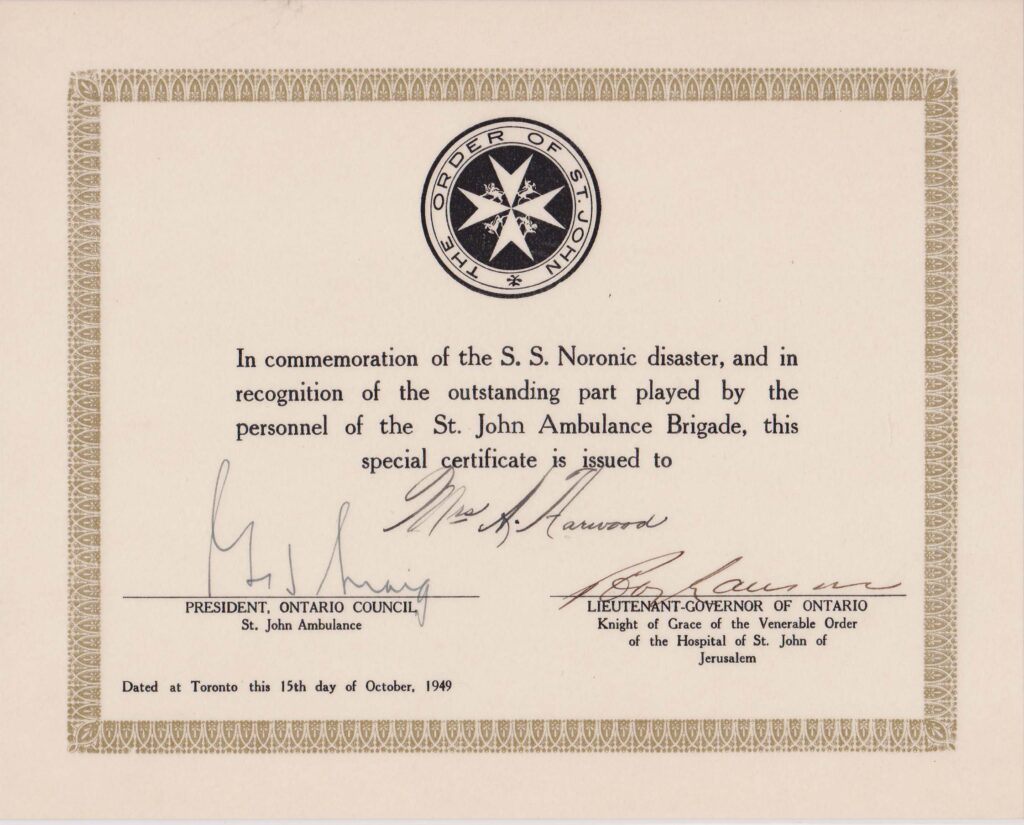 THE ORDER OF ST. JOHN
In commemoration of the S. S. Noronic disaster, and in
recognition of the outstanding part played by the
personnel of the St. John Ambulance Brigade, this
special certificate is issued to
Mrs A. Harwood
PRESIDENT, ONTARIO COUNCIL
St. John Ambulance
Ray Lawson
LIEUTENANT-GOVERNOR OF ONTARIO
Knight of Grace of the Venerable Order
of the Hospital of St. John of
Jerusalem
Dated at Toronto this 15th day of October, 1949